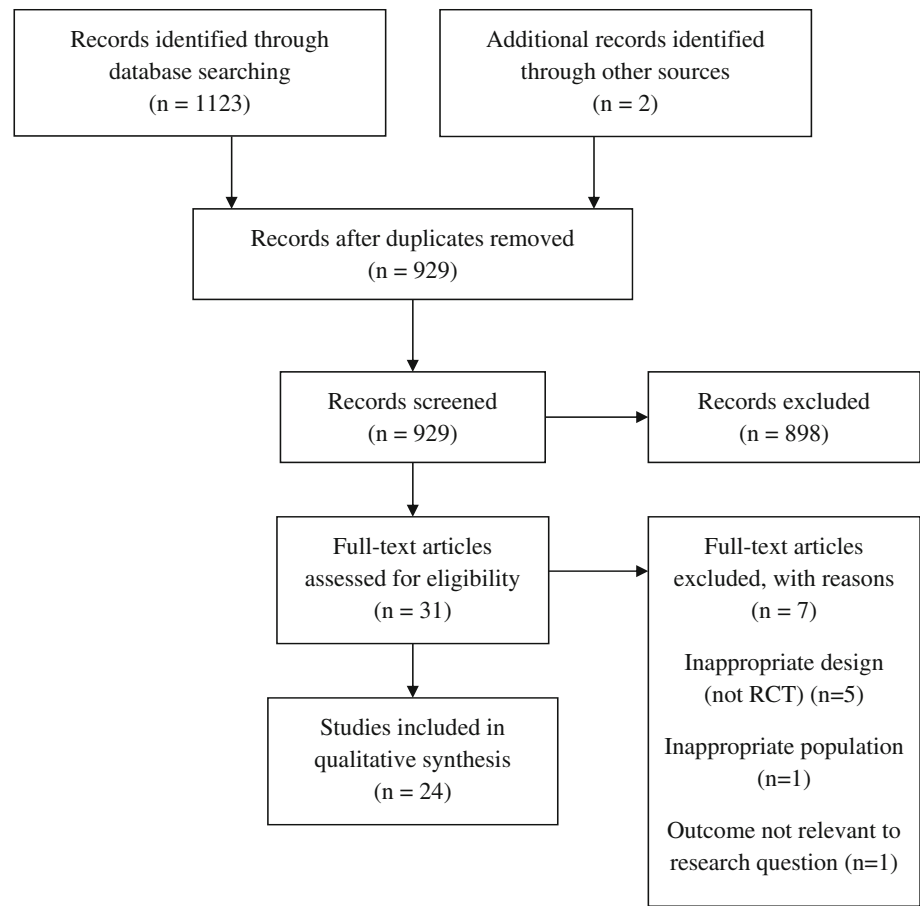 Records identified through
database searching
(n = 1123)
Additional records identified
through other sources
(n = 2)
Records after duplicates removed
(n = 929)
Records screened
(n = 929)
Records excluded
(n = 898)
Full-text articles
assessed for eligibility
(n = 31)
Full-text articles
excluded, with reasons
(n = 7)
Inappropriate design
(not RCT) (n=5)
Inappropriate population
(n=1)
Outcome not relevant to
research question (n=1)
Studies included in
qualitative synthesis
(n = 24)